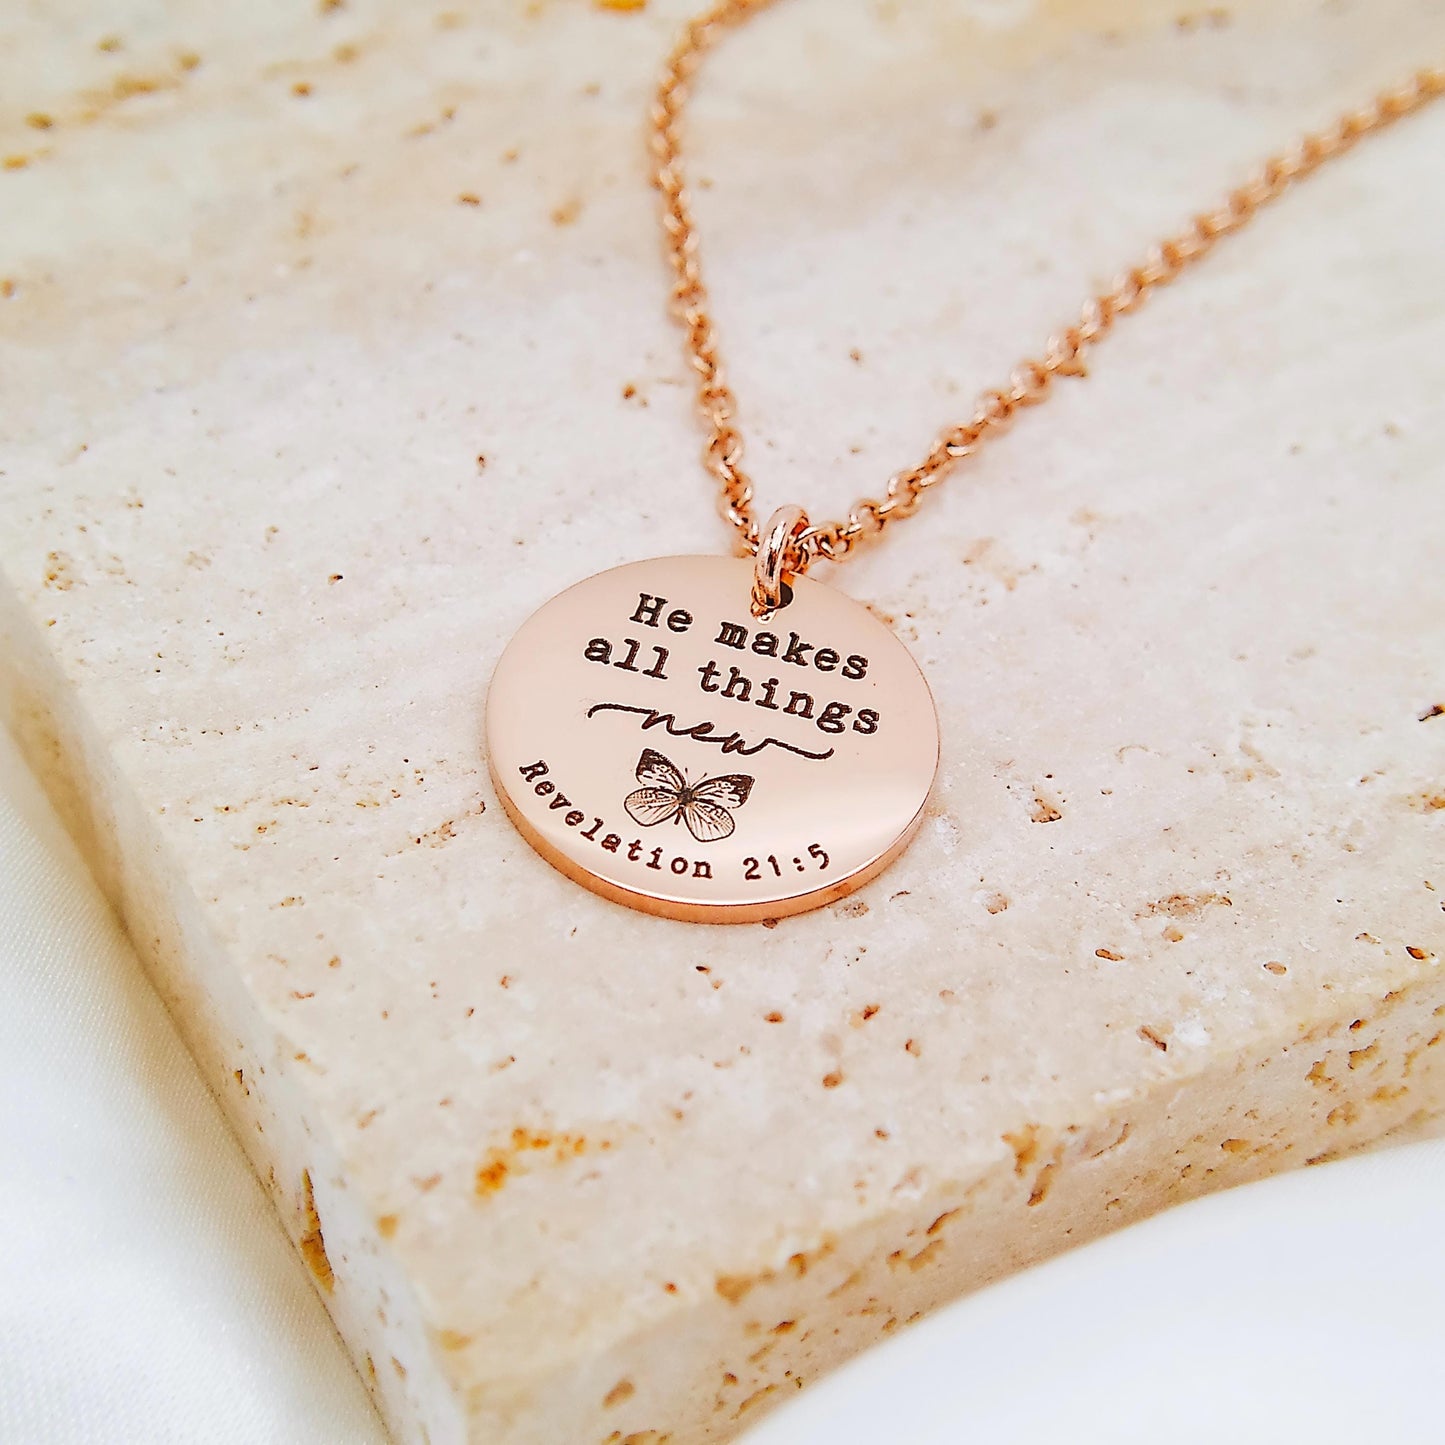 He makes
all things
new
Revelation 21:5